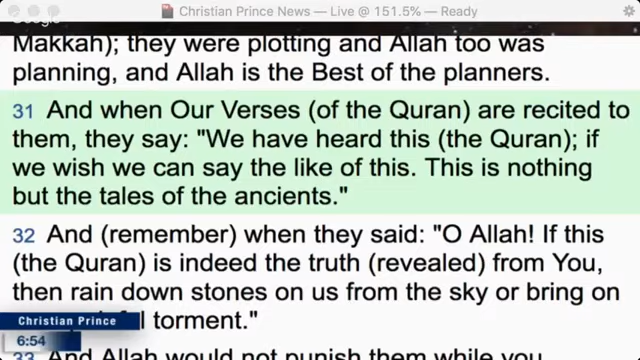 Christian Prince News — Live @ 151.5% — Ready
Makkah); they were plotting and Allah too was
planning, and Allah is the Best of the planners.
31 And when Our Verses (of the Quran) are recited to
them, they say: "We have heard this (the Quran); if
we wish we can say the like of this. This is nothing
but the tales of the ancients."
32 And (remember) when they said: "O Allah! If this
(the Quran) is indeed the truth (revealed) from You,
then rain down stones on us from the sky or bring on
torment."
Christian Prince
6:54
33 And Allah would not punish them while you